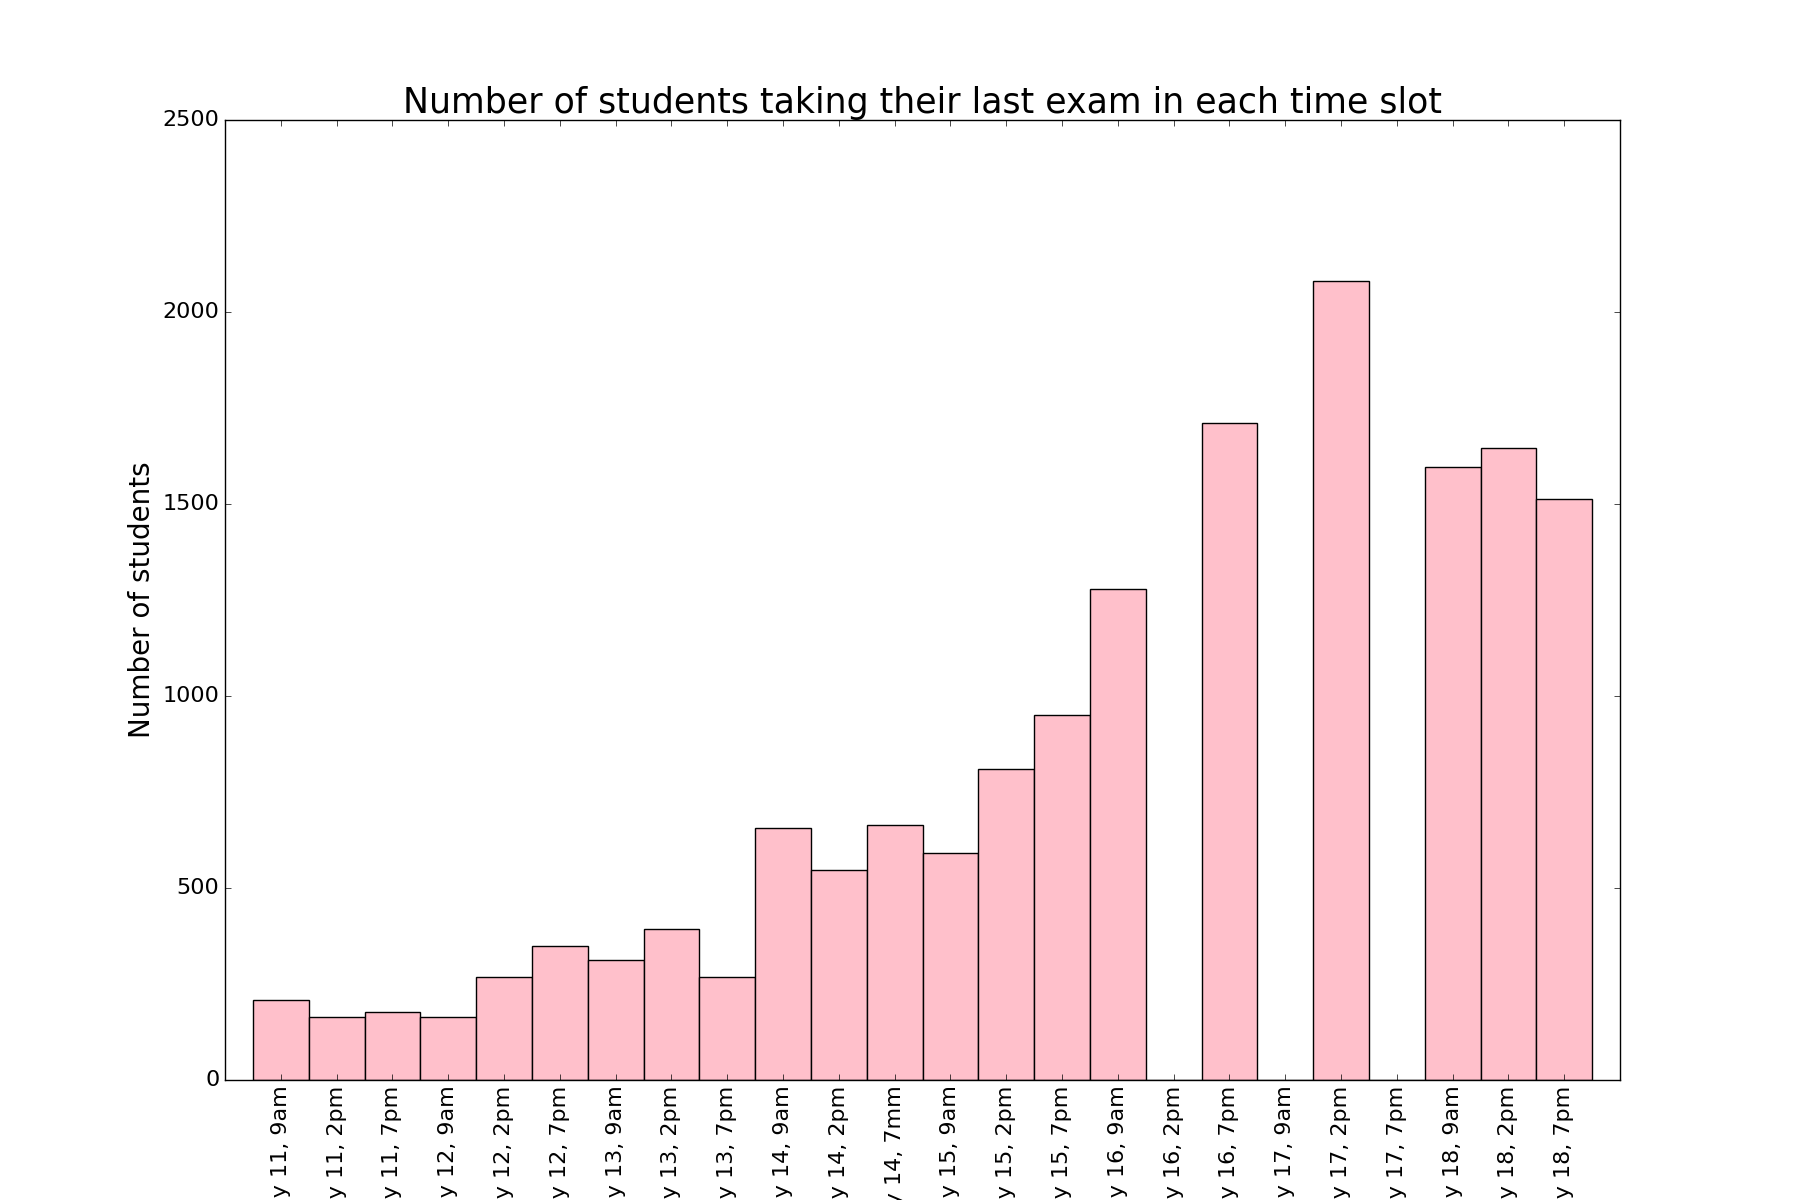 Number of students taking their last exam in each time slot
Number of students
2500
2000
1500
1000
500
0
y 11, 9am
y 11, 2pm
y 11, 7pm
y 12, 9am
y 12, 2pm
y 12, 7pm
y 13, 9am
y 13, 2pm
y 13, 7pm
y 14, 9am
y 14, 2pm
y 14, 7mm
y 15, 9am
y 15, 2pm
y 15, 7pm
y 16, 9am
y 16, 2pm
y 16, 7pm
y 17, 9am
y 17, 2pm
y 17, 7pm
y 18, 9am
y 18, 2pm
y 18, 7pm